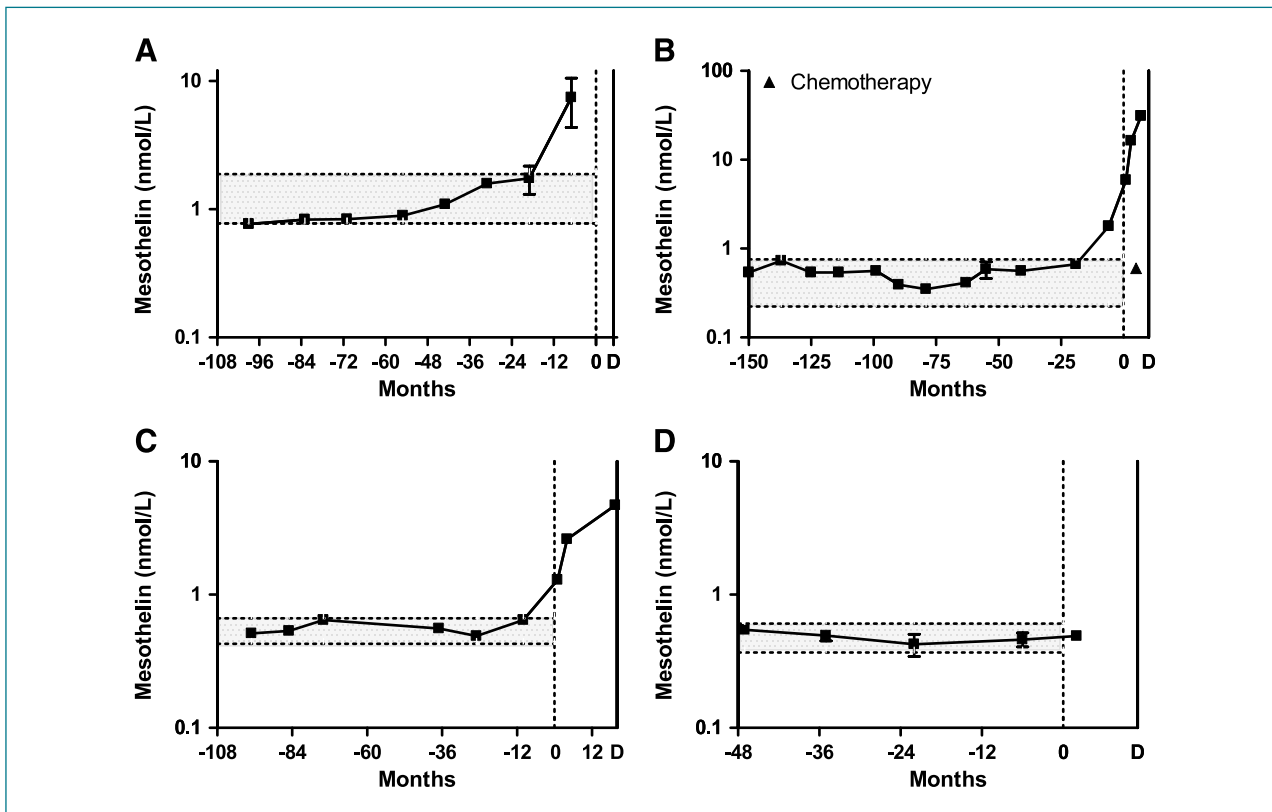 A
Mesothelin (nmol/L)
10
1
0.1
-108 -96 -84 -72 -60 -48 -36 -24 -12 0 D
Months
B
Mesothelin (nmol/L)
▲ Chemotherapy
100
10
1
0.1
-150 -125 -100 -75 -50 -25 0 D
Months
C
Mesothelin (nmol/L)
10
1
0.1
-108 -84 -60 -36 -12 0 12 D
Months
D
Mesothelin (nmol/L)
10
1
0.1
-48 -36 -24 -12 0 D
Months